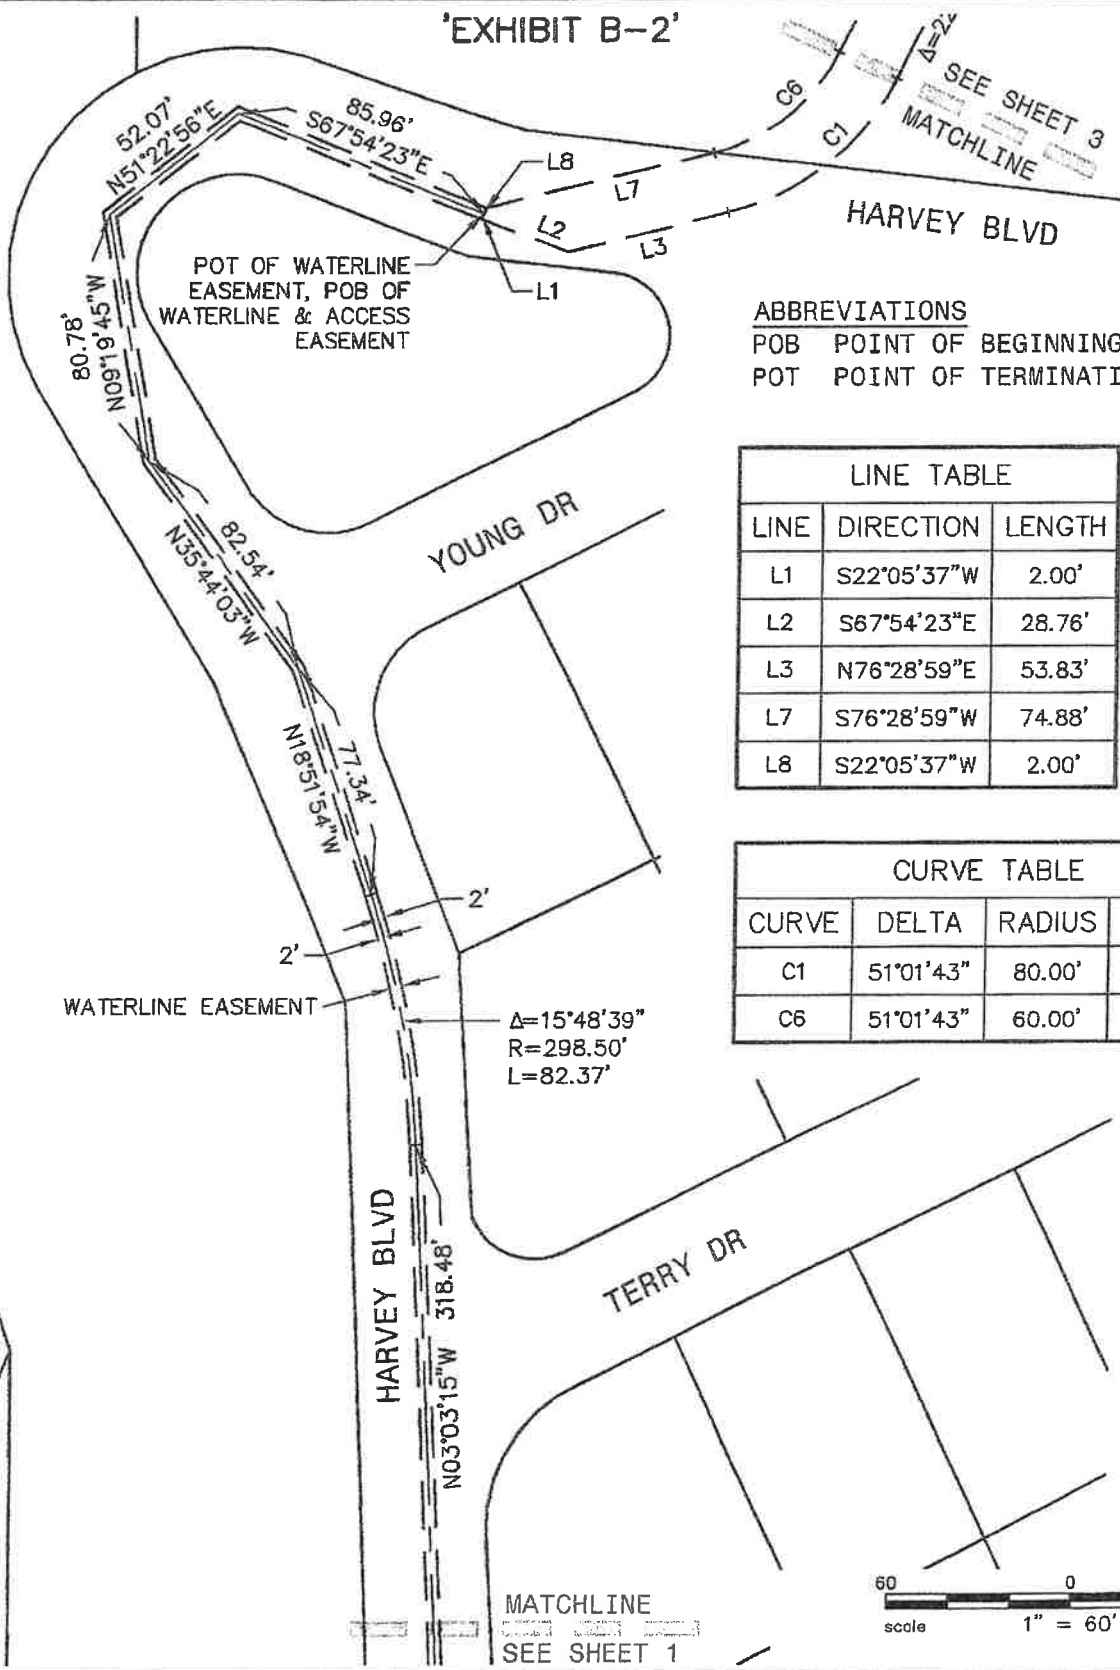 'EXHIBIT B-2'
52.07'
N51°22'56"E
85.96'
S67°54'23"E
L8
L7
C6
C1
SEE SHEET 3
MATCHLINE
L2
L3
HARVEY BLVD
POT OF WATERLINE
EASEMENT, POB OF
WATERLINE & ACCESS
EASEMENT
L1
80.78'
N09°19'45"W
ABBREVIATIONS
POB POINT OF BEGINNING
POT POINT OF TERMINATI
LINE TABLE
LINE DIRECTION LENGTH
L1 S22°05'37"W 2.00'
L2 S67°54'23"E 28.76'
L3 N76°28'59"E 53.83'
L7 S76°28'59"W 74.88'
L8 S22°05'37"W 2.00'
82.54'
N35°44'03"W
YOUNG DR
77.34'
N18°51'54"W
2'
2'
WATERLINE EASEMENT
Δ=15°48'39"
R=298.50'
L=82.37'
CURVE TABLE
CURVE DELTA RADIUS
C1 51°01'43" 80.00'
C6 51°01'43" 60.00'
HARVEY BLVD
N03°03'15"W 318.48'
TERRY DR
MATCHLINE
SEE SHEET 1
60 0
scale 1" = 60'